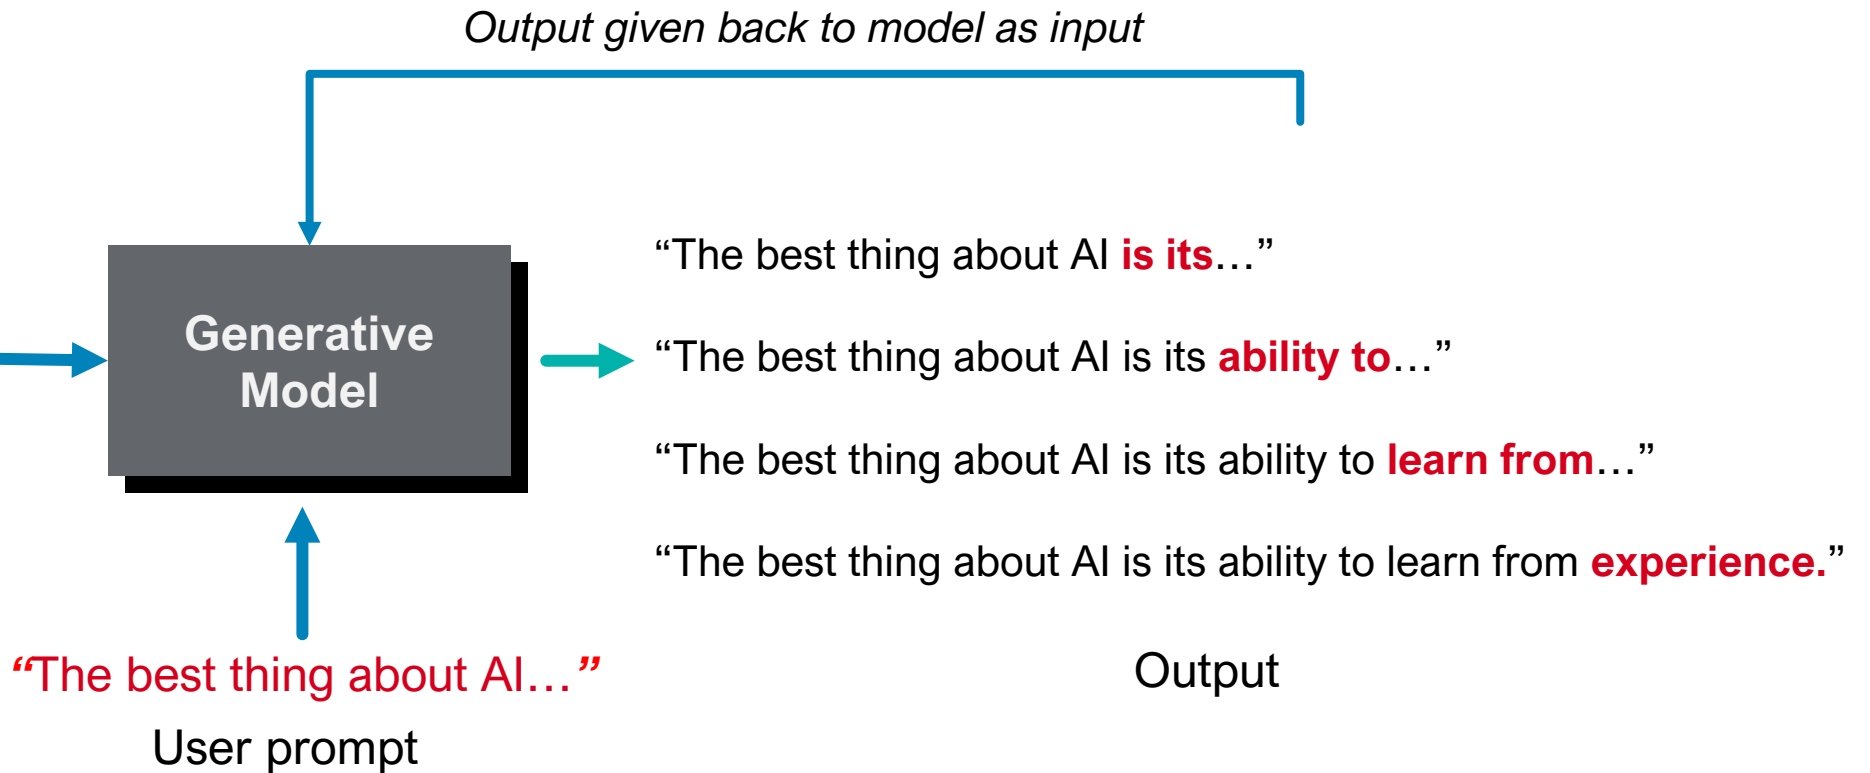 Output given back to model as input
Generative
Model
“The best thing about AI is its…”
“The best thing about AI is its ability to…”
“The best thing about AI is its ability to learn from…”
“The best thing about AI is its ability to learn from experience.”
“The best thing about AI…”
User prompt
Output